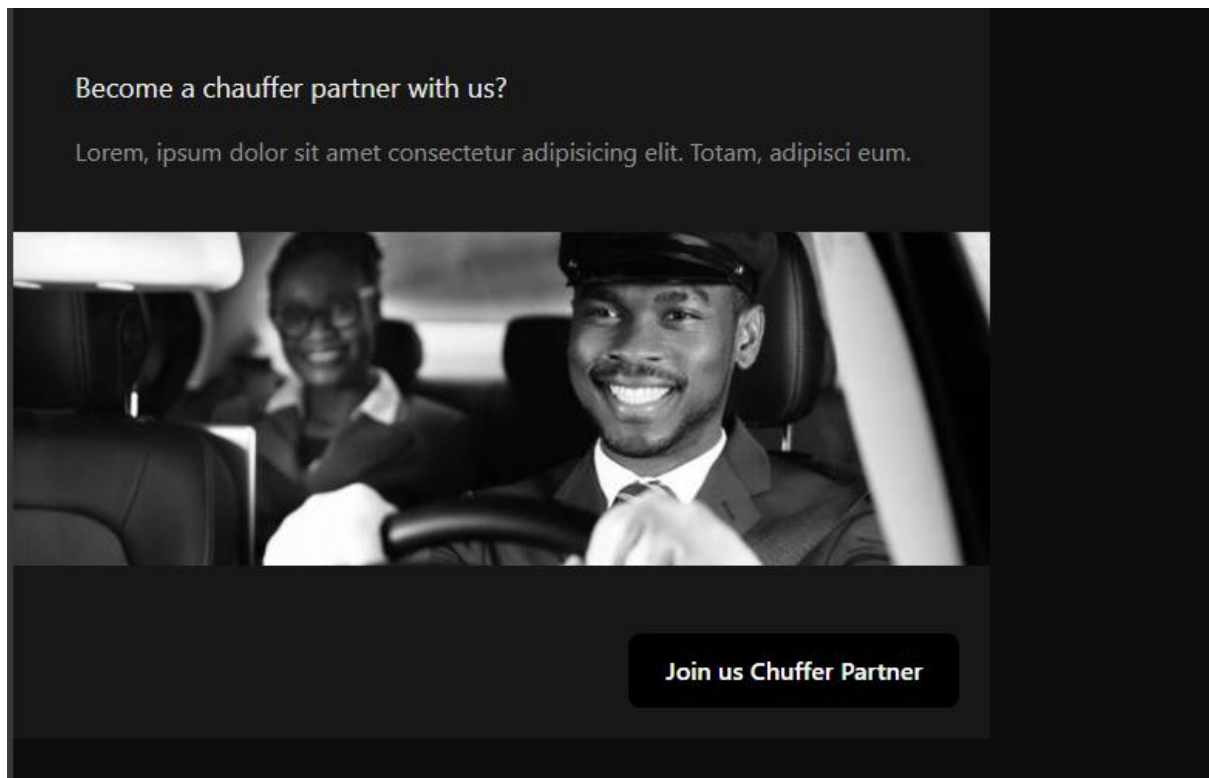 Become a chauffer partner with us?
Lorem, ipsum dolor sit amet consectetur adipisicing elit. Totam, adipisci eum.
Join us Chuffer Partner